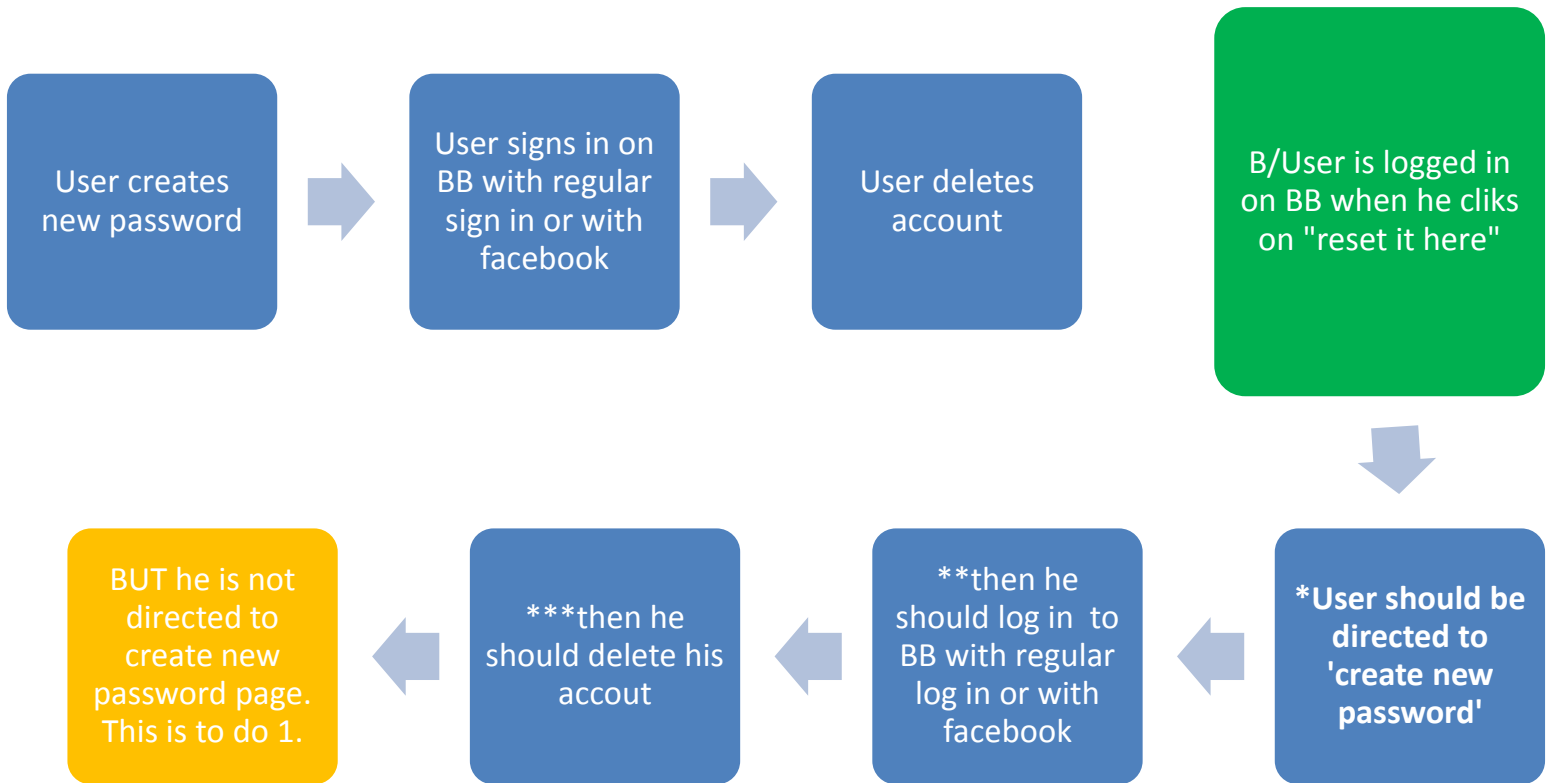 User creates
new password
User signs in on
BB with regular
sign in or with
facebook
User deletes
account
B/User is logged in
on BB when he cliks
on "reset it here"
*User should be
directed to
'create new
password'
**then he
should log in to
BB with regular
log in or with
facebook
***then he
should delete his
accout
BUT he is not
directed to
create new
password page.
This is to do 1.